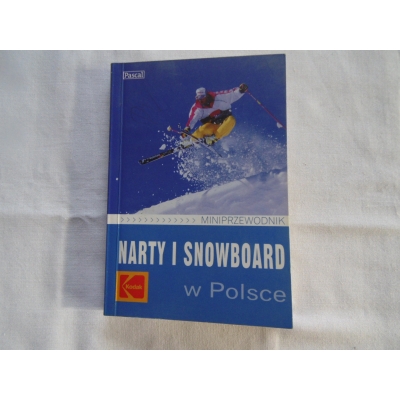 Pascal
MINIPRZEWODNIK
NARTY I SNOWBOARD
Kodak
w Polsce